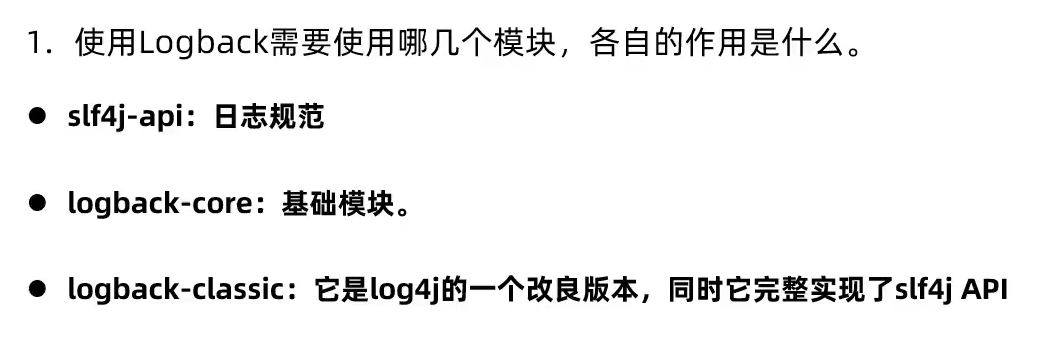 1. 使用Logback需要使用哪几个模块，各自的作用是什么。
● slf4j-api：日志规范
● logback-core：基础模块。
● logback-classic：它是log4j的一个改良版本，同时它完整实现了slf4j API